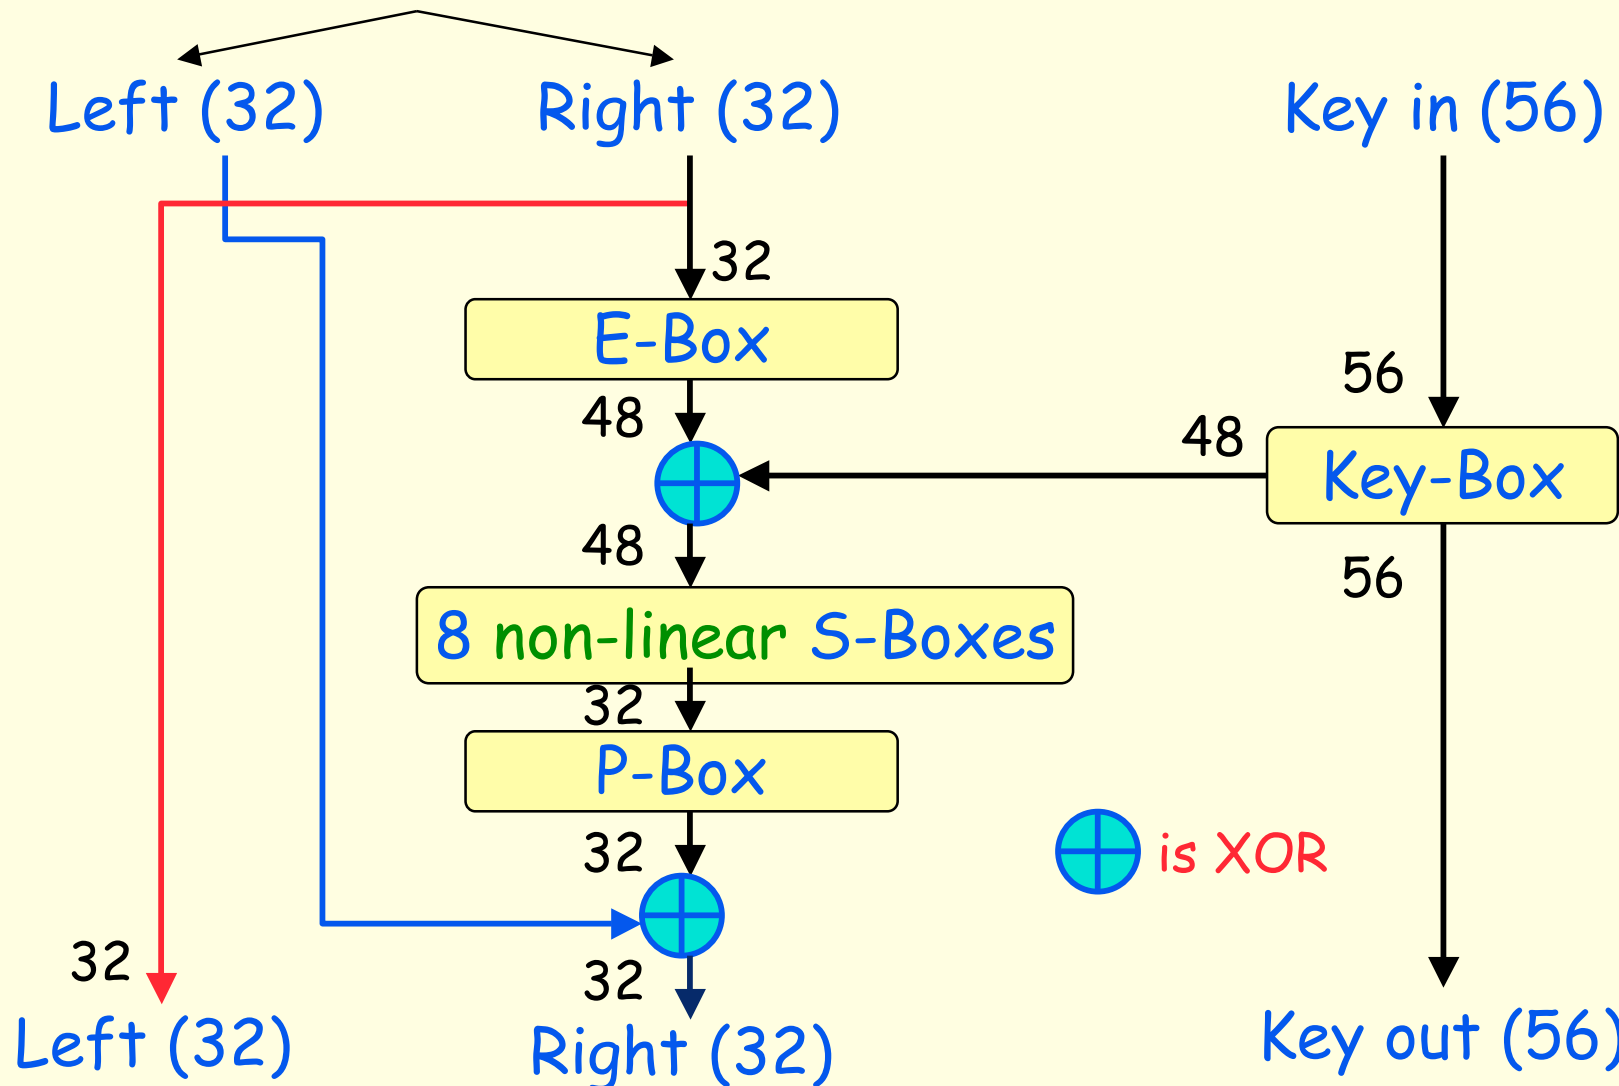 Left (32)
Right (32)
Key in (56)
32
E-Box
56
48
48
Key-Box
48
56
8 non-linear S-Boxes
32
P-Box
32
is XOR
32
32
Left (32)
Right (32)
Key out (56)